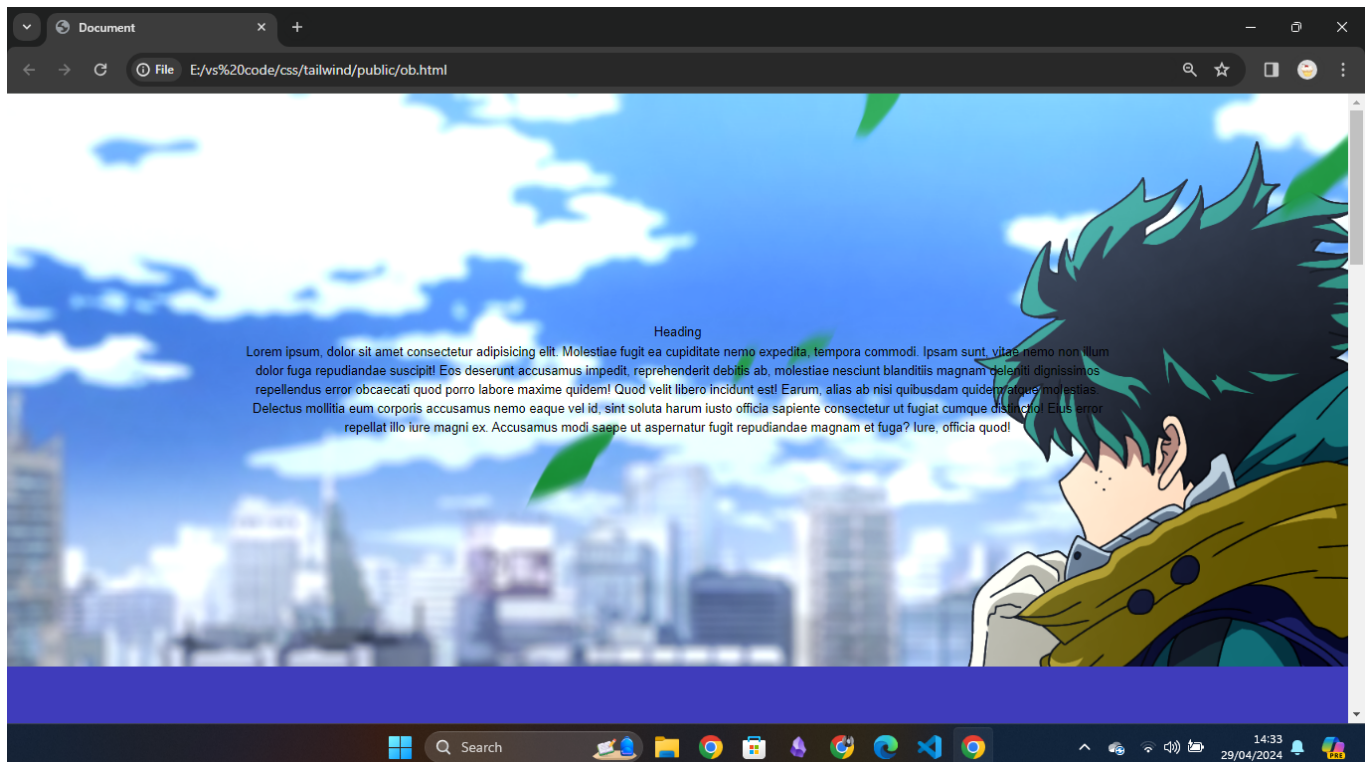 Document
File
E:/vs%20code/css/tailwind/public/ob.html
Heading
Lorem ipsum, dolor sit amet consectetur adipisicing elit. Molestiae fugit ea cupiditate nemo expedita, tempora commodi. Ipsam sunt, vitae nemo non illum
dolor fuga repudiandae suscipit! Eos deserunt accusamus impedit, reprehenderit debitis ab, molestiae nesciunt blanditiis magnam deleniti dignissimos
repellendus error obcaecati quod porro labore maxime quidem! Quod velit libero incidunt est! Earum, alias ab nisi quibusdam quidem atque molestias.
Delectus mollitia eum corporis accusamus nemo eaque vel id, sint soluta harum iusto officia sapiente consectetur ut fugiat cumque distinctio! Eius error
repellat illo iure magni ex. Accusamus modi saepe ut aspernatur fugit repudiandae magnam et fuga? Iure, officia quod!
Search
14:33
29/04/2024
PRE